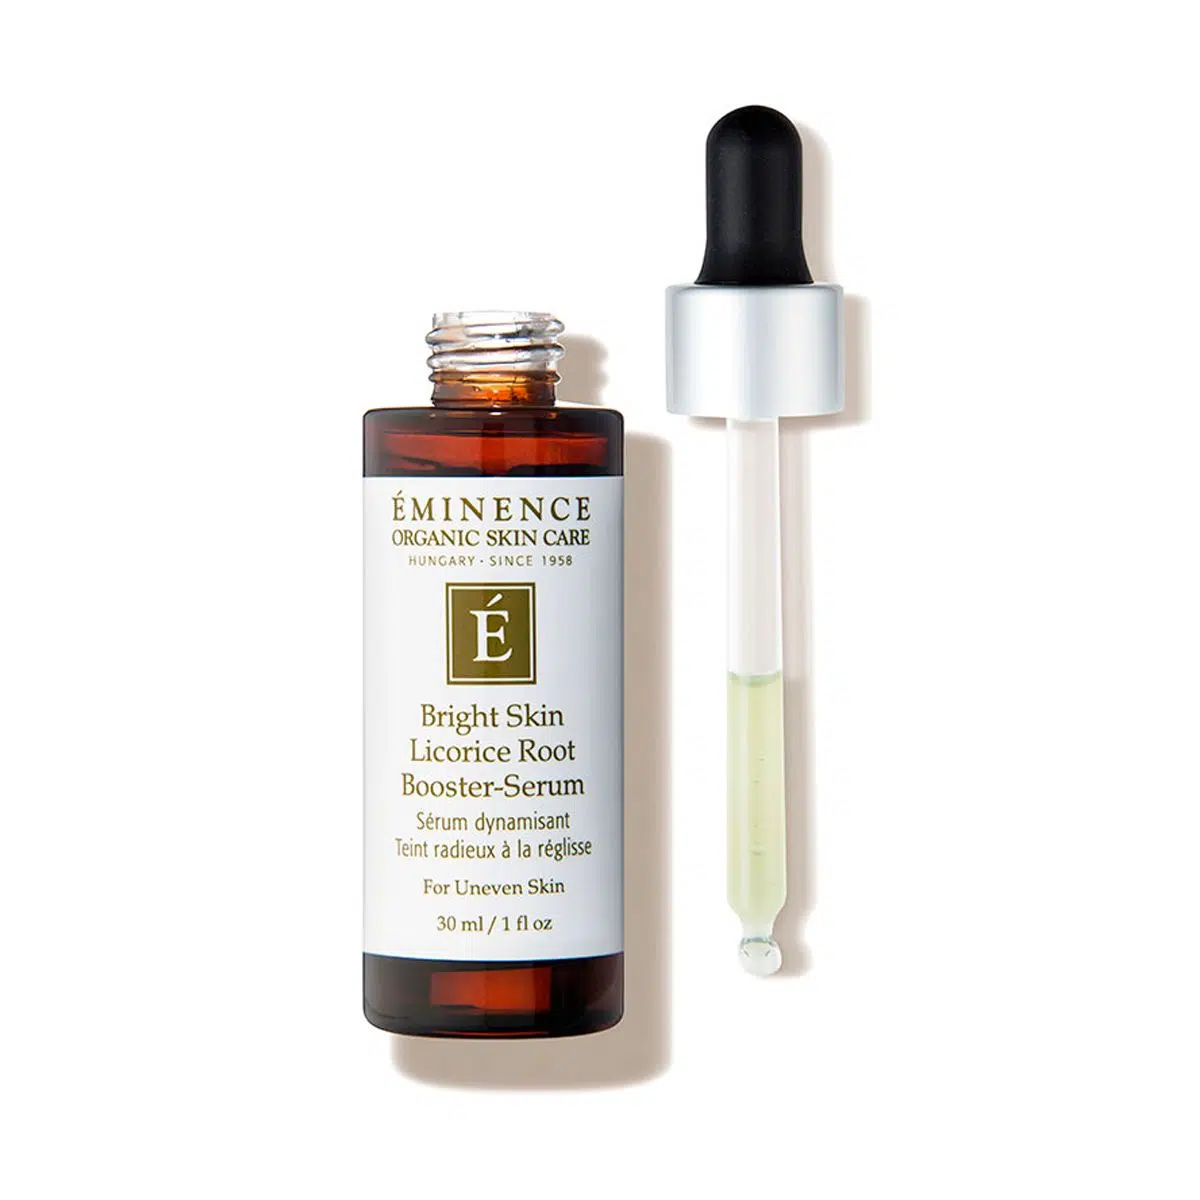 ÉMINENCE
ORGANIC SKIN CARE
HUNGARY · SINCE 1958
É
Bright Skin
Licorice Root
Booster-Serum
Sérum dynamisant
Teint radieux à la réglisse
For Uneven Skin
30 ml / 1 fl oz